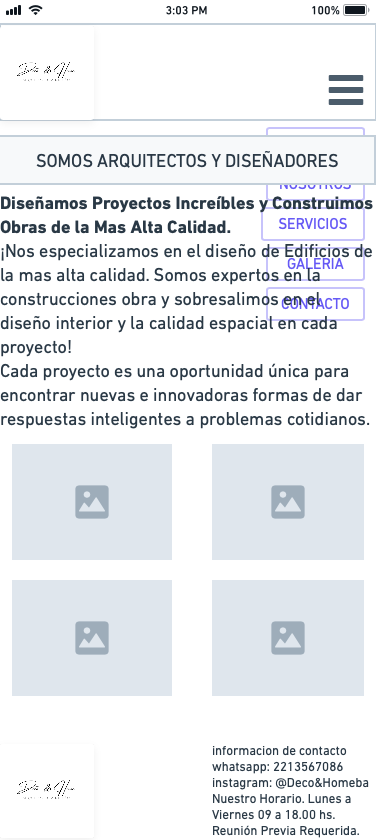 3:03 PM
100%
SOMOS ARQUITECTOS Y DISEÑADORES
NOSOTROS
Diseñamos Proyectos Increíbles y Construimos
Obras de la Mas Alta Calidad.
SERVICIOS
¡Nos especializamos en el diseño de Edificios de
GALERIA
la mas alta calidad. Somos expertos en la
construcciones obra y sobresalimos en el
CONTACTO
diseño interior y la calidad espacial en cada
proyecto!
Cada proyecto es una oportunidad única para
encontrar nuevas e innovadoras formas de dar
respuestas inteligentes a problemas cotidianos.
informacion de contacto
whatsapp: 2213567086
instagram: @Deco&Homeba
Nuestro Horario. Lunes a
Viernes 09 a 18.00 hs.
Reunión Previa Requerida.